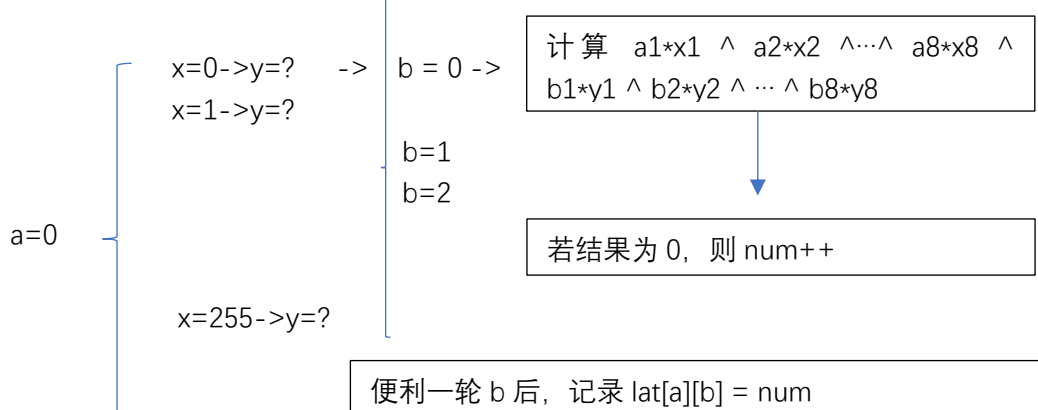 计算 a1*x1 ^ a2*x2 ^…^ a8*x8 ^
b1*y1 ^ b2*y2 ^ … ^ b8*y8
x=0->y=? -> b = 0 ->
x=1->y=?
b=1
b=2
a=0
若结果为 0，则 num++
x=255->y=?
便利一轮 b 后，记录 lat[a][b] = num